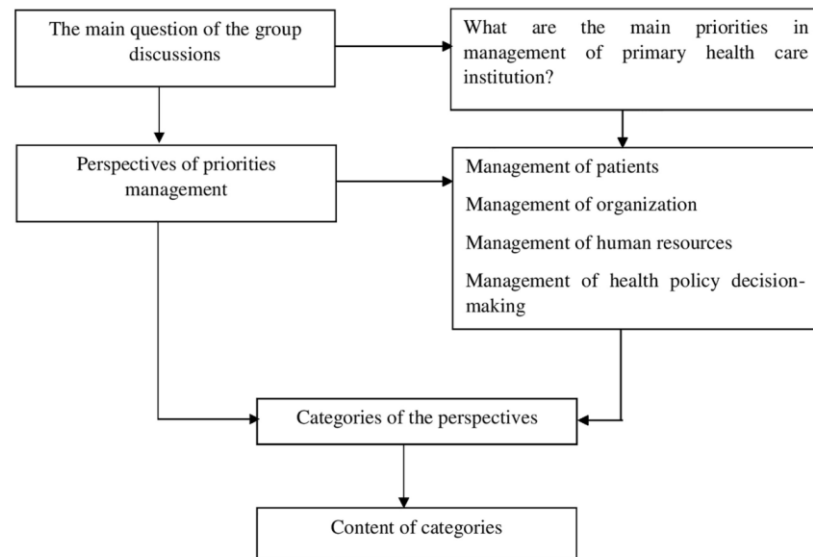 The main question of the group
discussions
What are the main priorities in
management of primary health care
institution?
Perspectives of priorities
management
Management of patients
Management of organization
Management of human resources
Management of health policy decision-
making
Categories of the perspectives
Content of categories